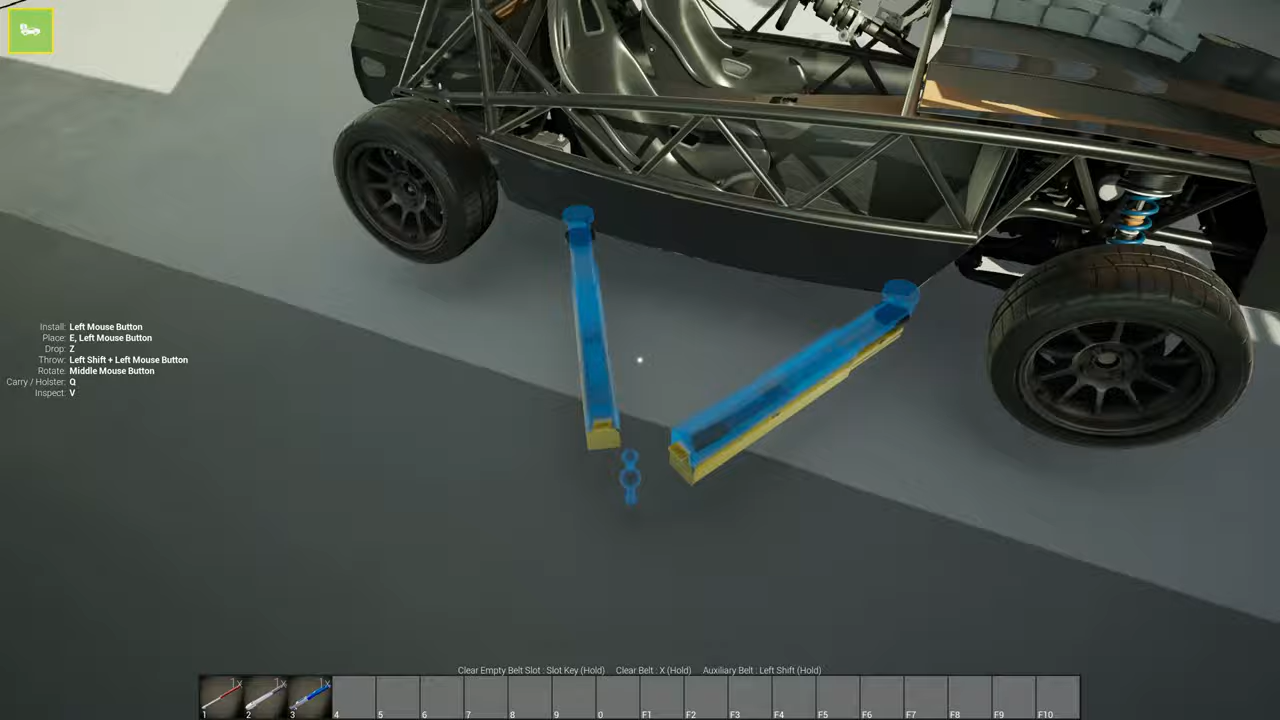 Install: Left Mouse Button
Place: E, Left Mouse Button
Drop: Z
Throw: Left Shift + Left Mouse Button
Rotate: Middle Mouse Button
Carry / Holster: Q
Inspect: V
Clear Empty Belt Slot : Slot Key (Hold) Clear Belt : X (Hold) Auxiliary Belt : Left Shift (Hold)
1 2 3 4 5 6 7 8 9 0 F1 F2 F3 F4 F5 F6 F7 F8 F9 F10